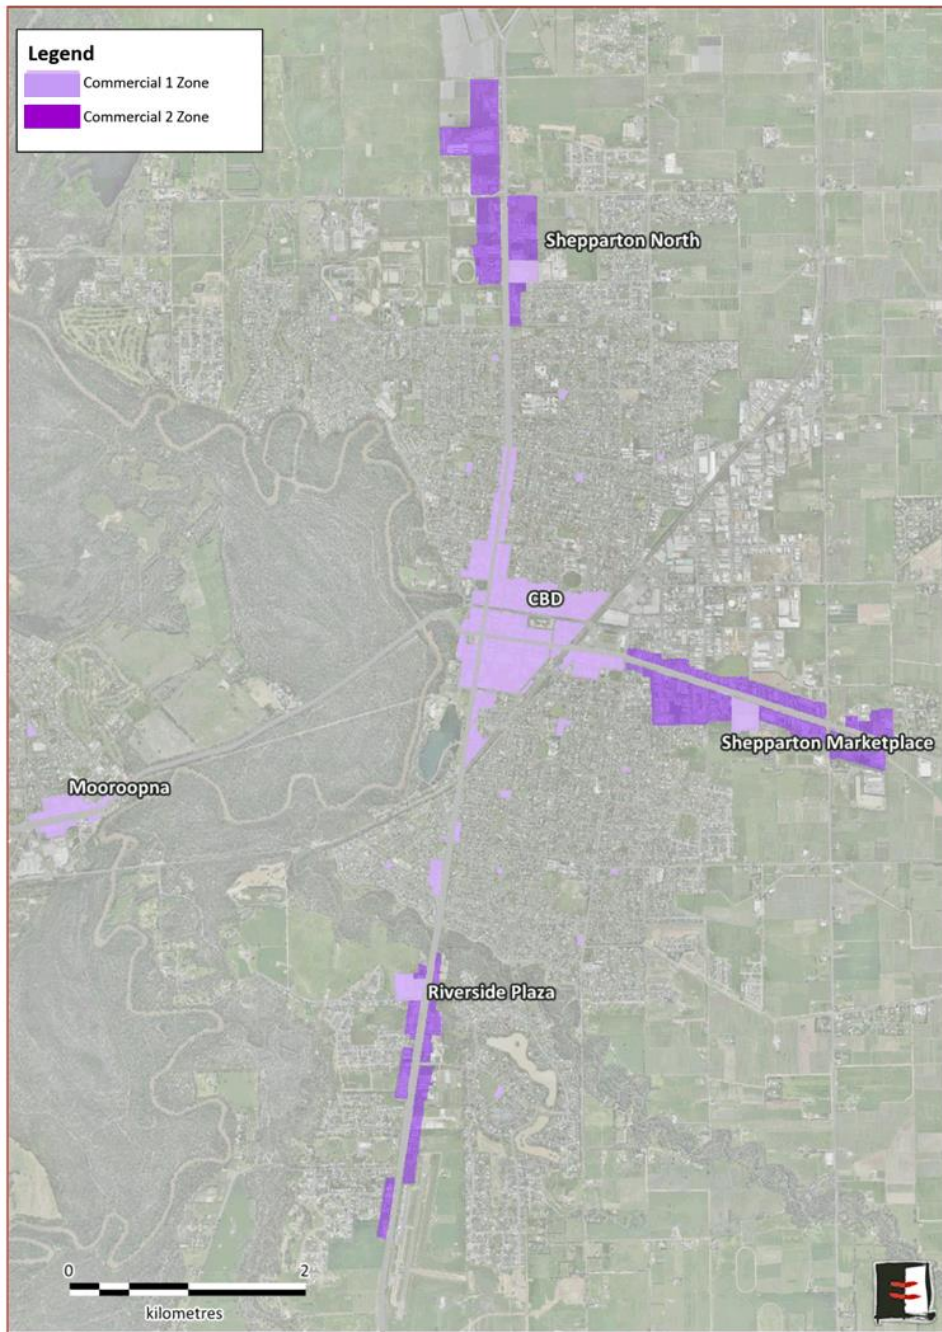 Legend
Commercial 1 Zone
Commercial 2 Zone
Shepparton North
CBD
Shepparton Marketplace
Mooroopna
Riverside Plaza
0 2
kilometres